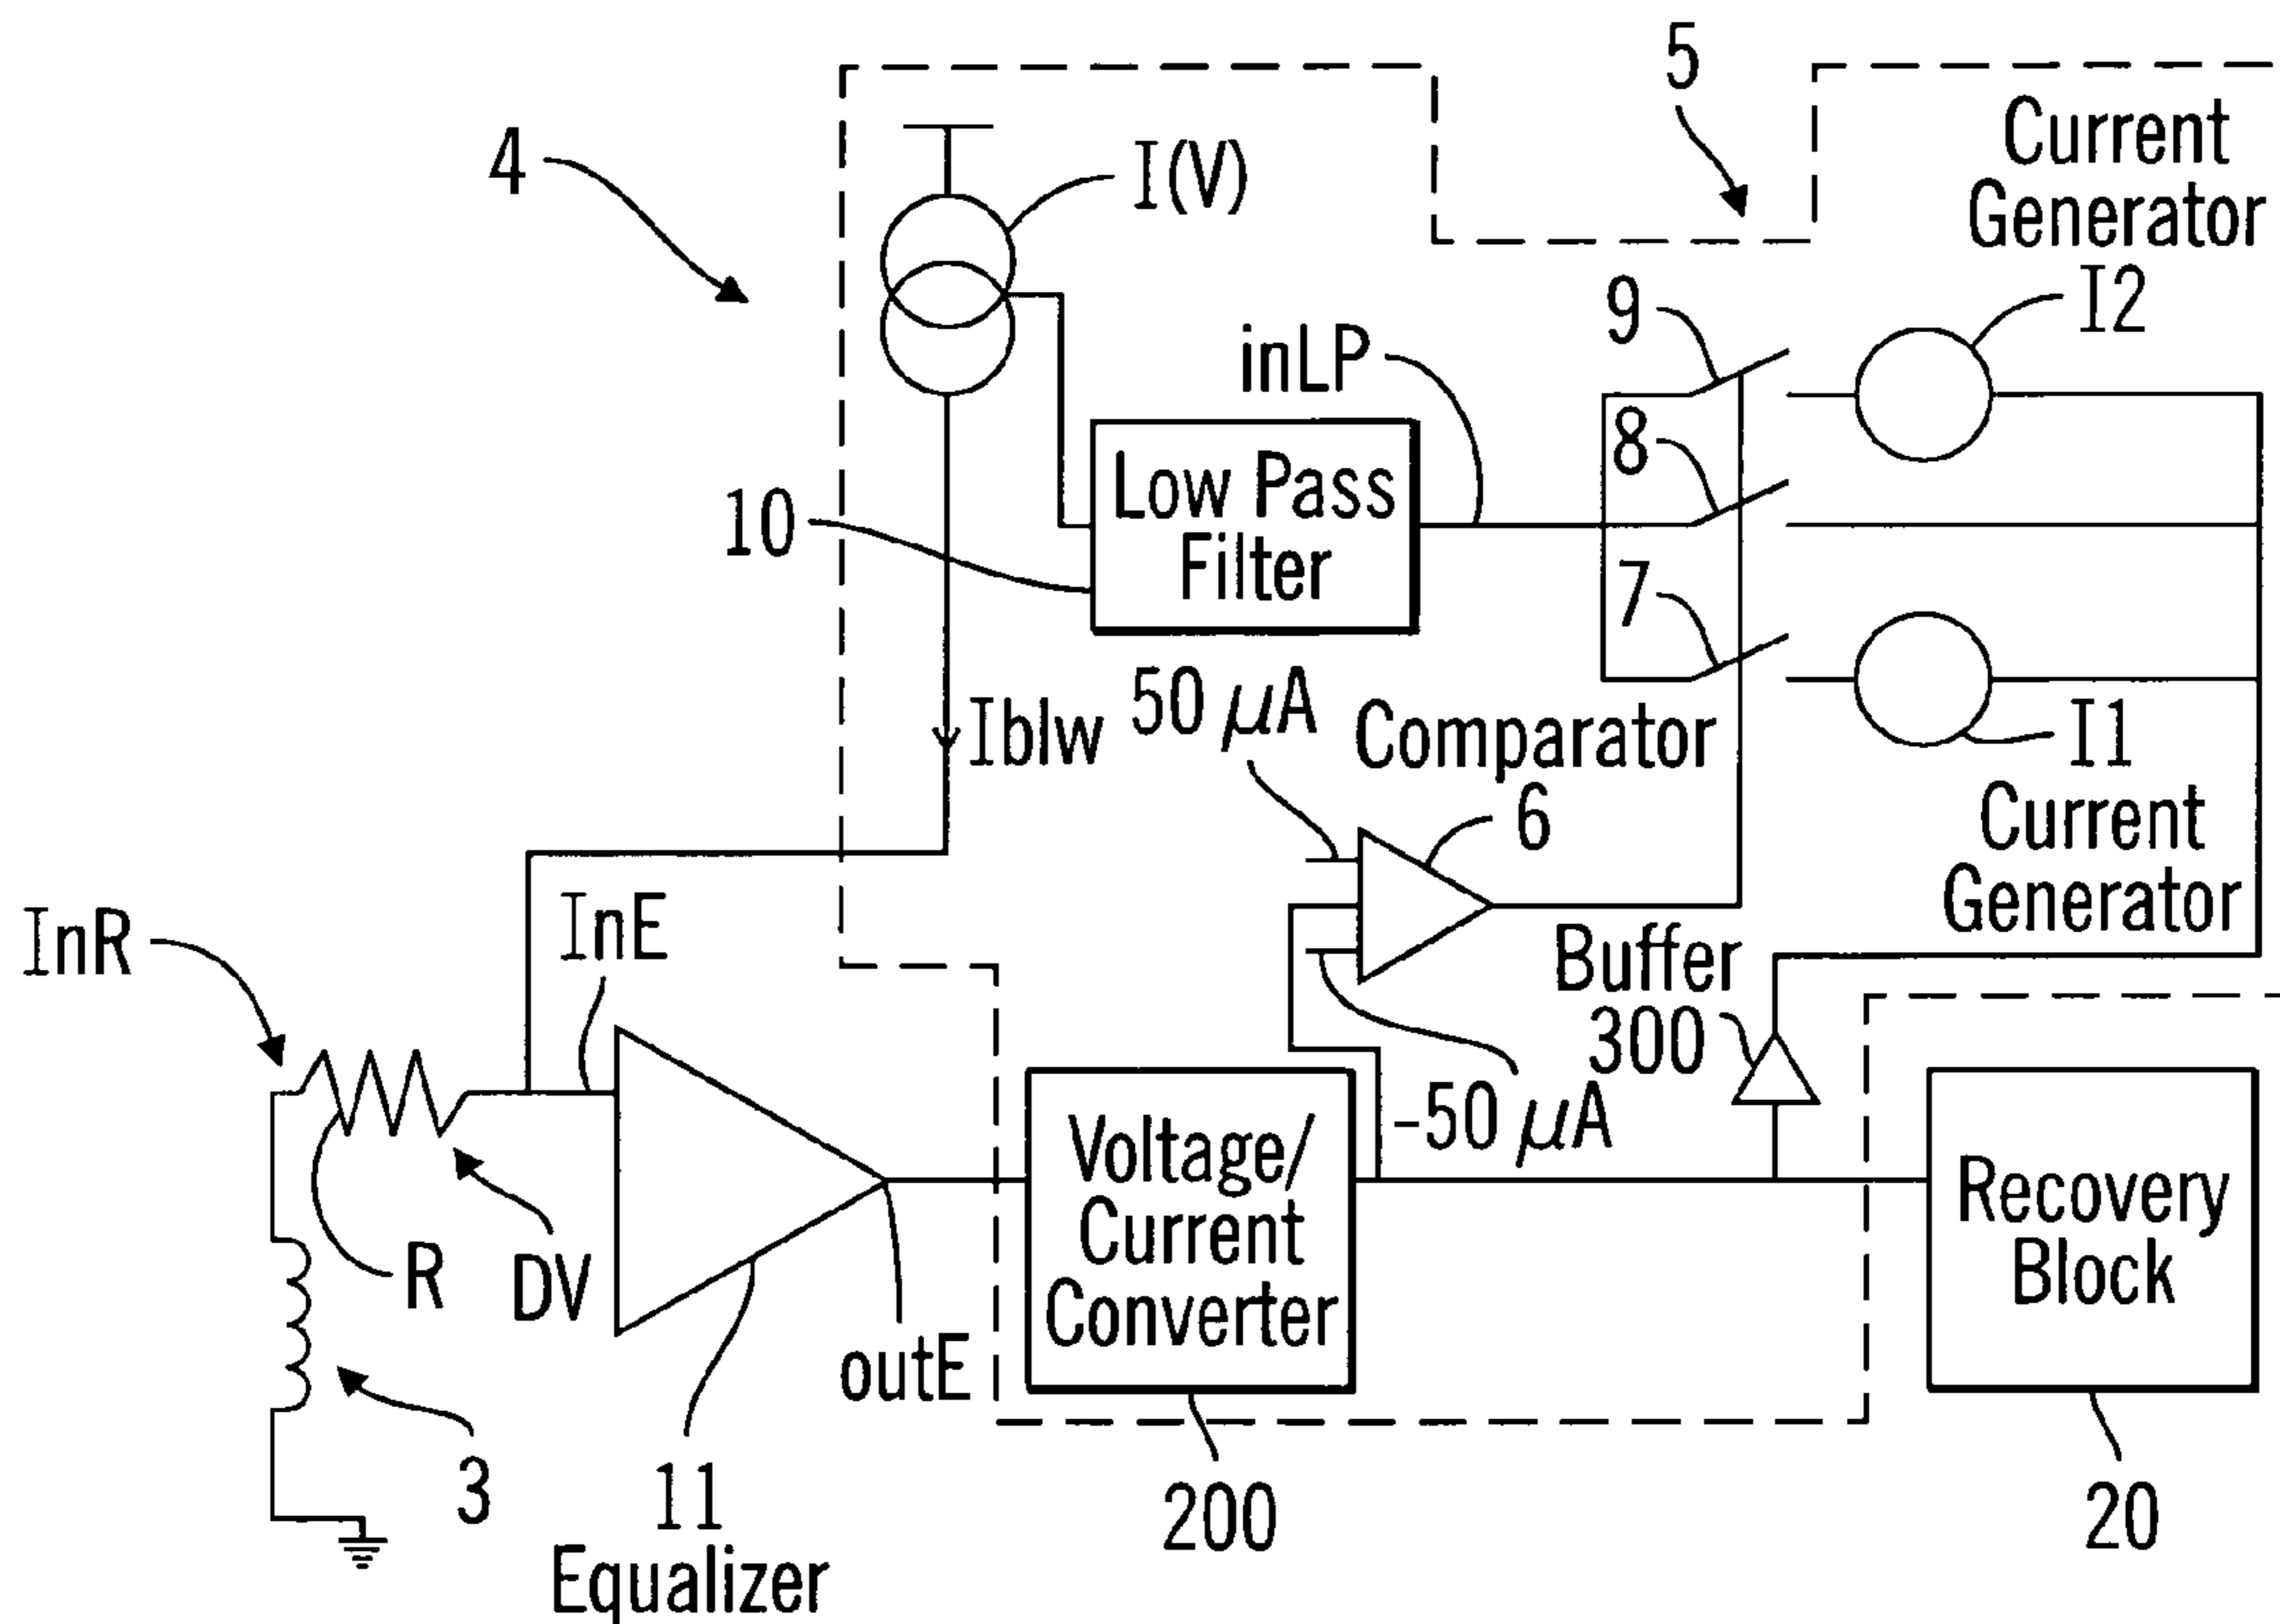 5
Current
Generator
4
I(V)
I2
9
inLP
8
Low Pass
Filter
10
7
50 μA
Comparator
6
Iblw
I1
Current
Generator
InR
InE
Buffer
300
-50 μA
Voltage/
Current
Converter
Recovery
Block
R
DV
outE
3
11
Equalizer
200
20